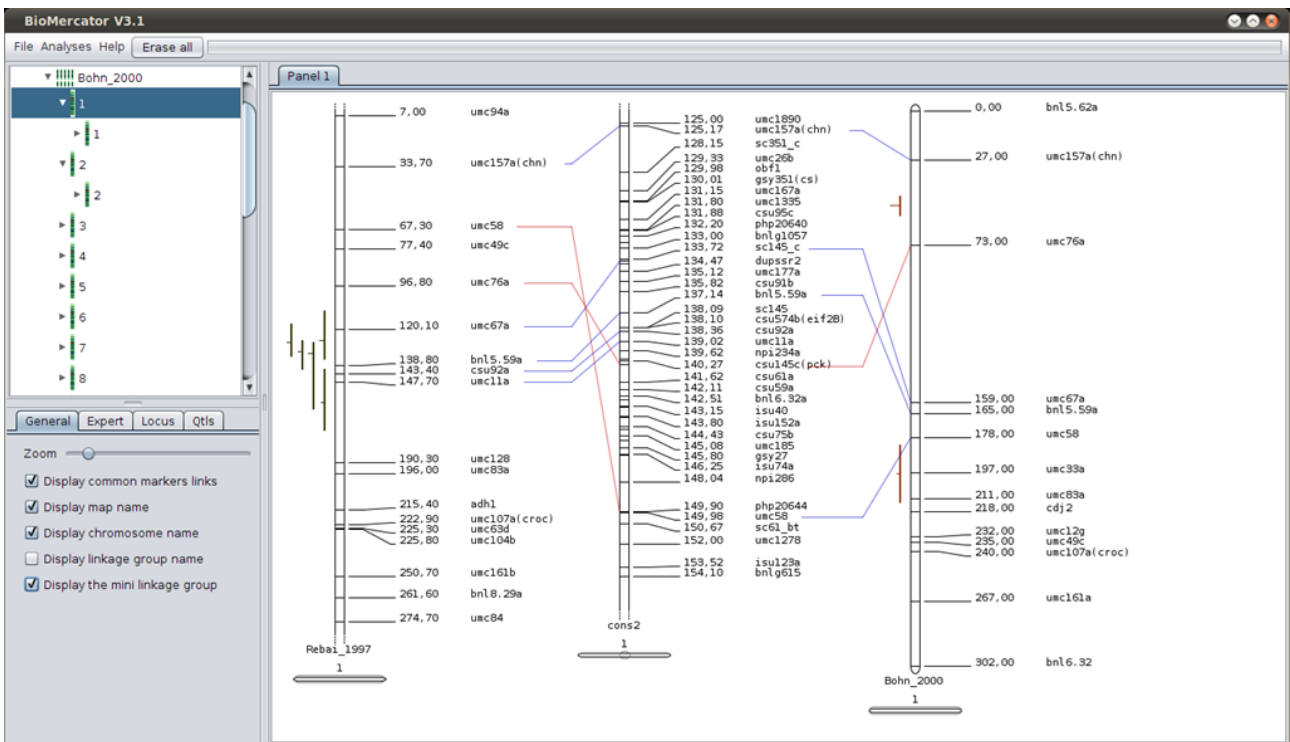 BioMercator V3.1
File Analyses Help Erase all
Bohn_2000
1
1
2
2
3
4
5
6
7
8
General Expert Locus Qtls
Zoom
Display common markers links
Display map name
Display chromosome name
Display linkage group name
Display the mini linkage group
Panel 1
7,00 umc94a
33,70 umc157a(chn)
67,30 umc58
77,40 umc49c
96,80 umc76a
120,10 umc67a
138,80 bnl5.59a
143,40 csu92a
147,70 umc11a
190,30 umc128
196,00 umc83a
215,40 adh1
222,90 umc107a(croc)
225,30 umc63d
225,80 umc104b
250,70 umc161b
261,60 bnl8.29a
274,70 umc84
Rebai_1997
1
125,00 umc1890
125,17 umc157a(chn)
128,15 sc351_c
129,33 umc26b
129,98 obf1
130,01 gsy351(cs)
131,15 umc167a
131,80 umc1335
131,88 csu95c
132,20 php20640
133,00 bnlg1057
133,72 sc145_c
134,47 dupssr2
135,12 umc177a
135,82 csu91b
137,14 bnl5.59a
138,09 sc145
138,10 csu574b(eif2B)
138,36 csu92a
139,02 umc11a
139,62 npi234a
140,27 csu145c(pck)
141,62 csu61a
142,11 csu59a
142,51 bnl6.32a
143,15 isu40
143,80 isu152a
144,43 csu75b
145,08 umc185
145,80 gsy27
146,25 isu74a
148,04 npi286
149,90 php20644
149,98 umc58
150,67 sc61_bt
152,00 umc1278
153,52 isu123a
154,10 bnlg615
cons2
1
0,00 bnl5.62a
27,00 umc157a(chn)
73,00 umc76a
159,00 umc67a
165,00 bnl5.59a
178,00 umc58
197,00 umc33a
211,00 umc83a
218,00 cdj2
232,00 umc12g
235,00 umc49c
240,00 umc107a(croc)
267,00 umc161a
302,00 bnl6.32
Bohn_2000
1